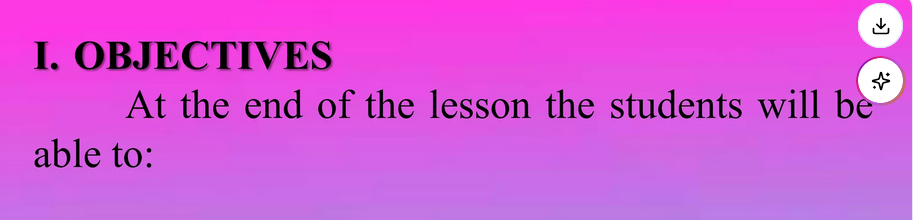 I. OBJECTIVES
At the end of the lesson the students will be
able to: